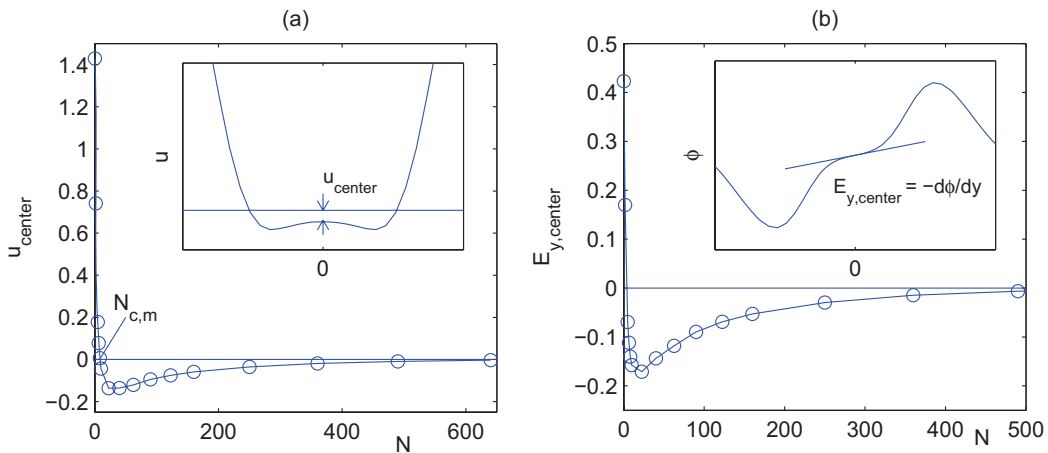 (a)
(b)
1.4
1.2
1
0.8
0.6
0.4
0.2
0
−0.2
u_center
u
u_center
0
N_c,m
0
200
400
600
N
0.5
0.4
0.3
0.2
0.1
0
−0.1
−0.2
E_y,center
ϕ
E_y,center = −dϕ/dy
0
0
100
200
300
400
500
N